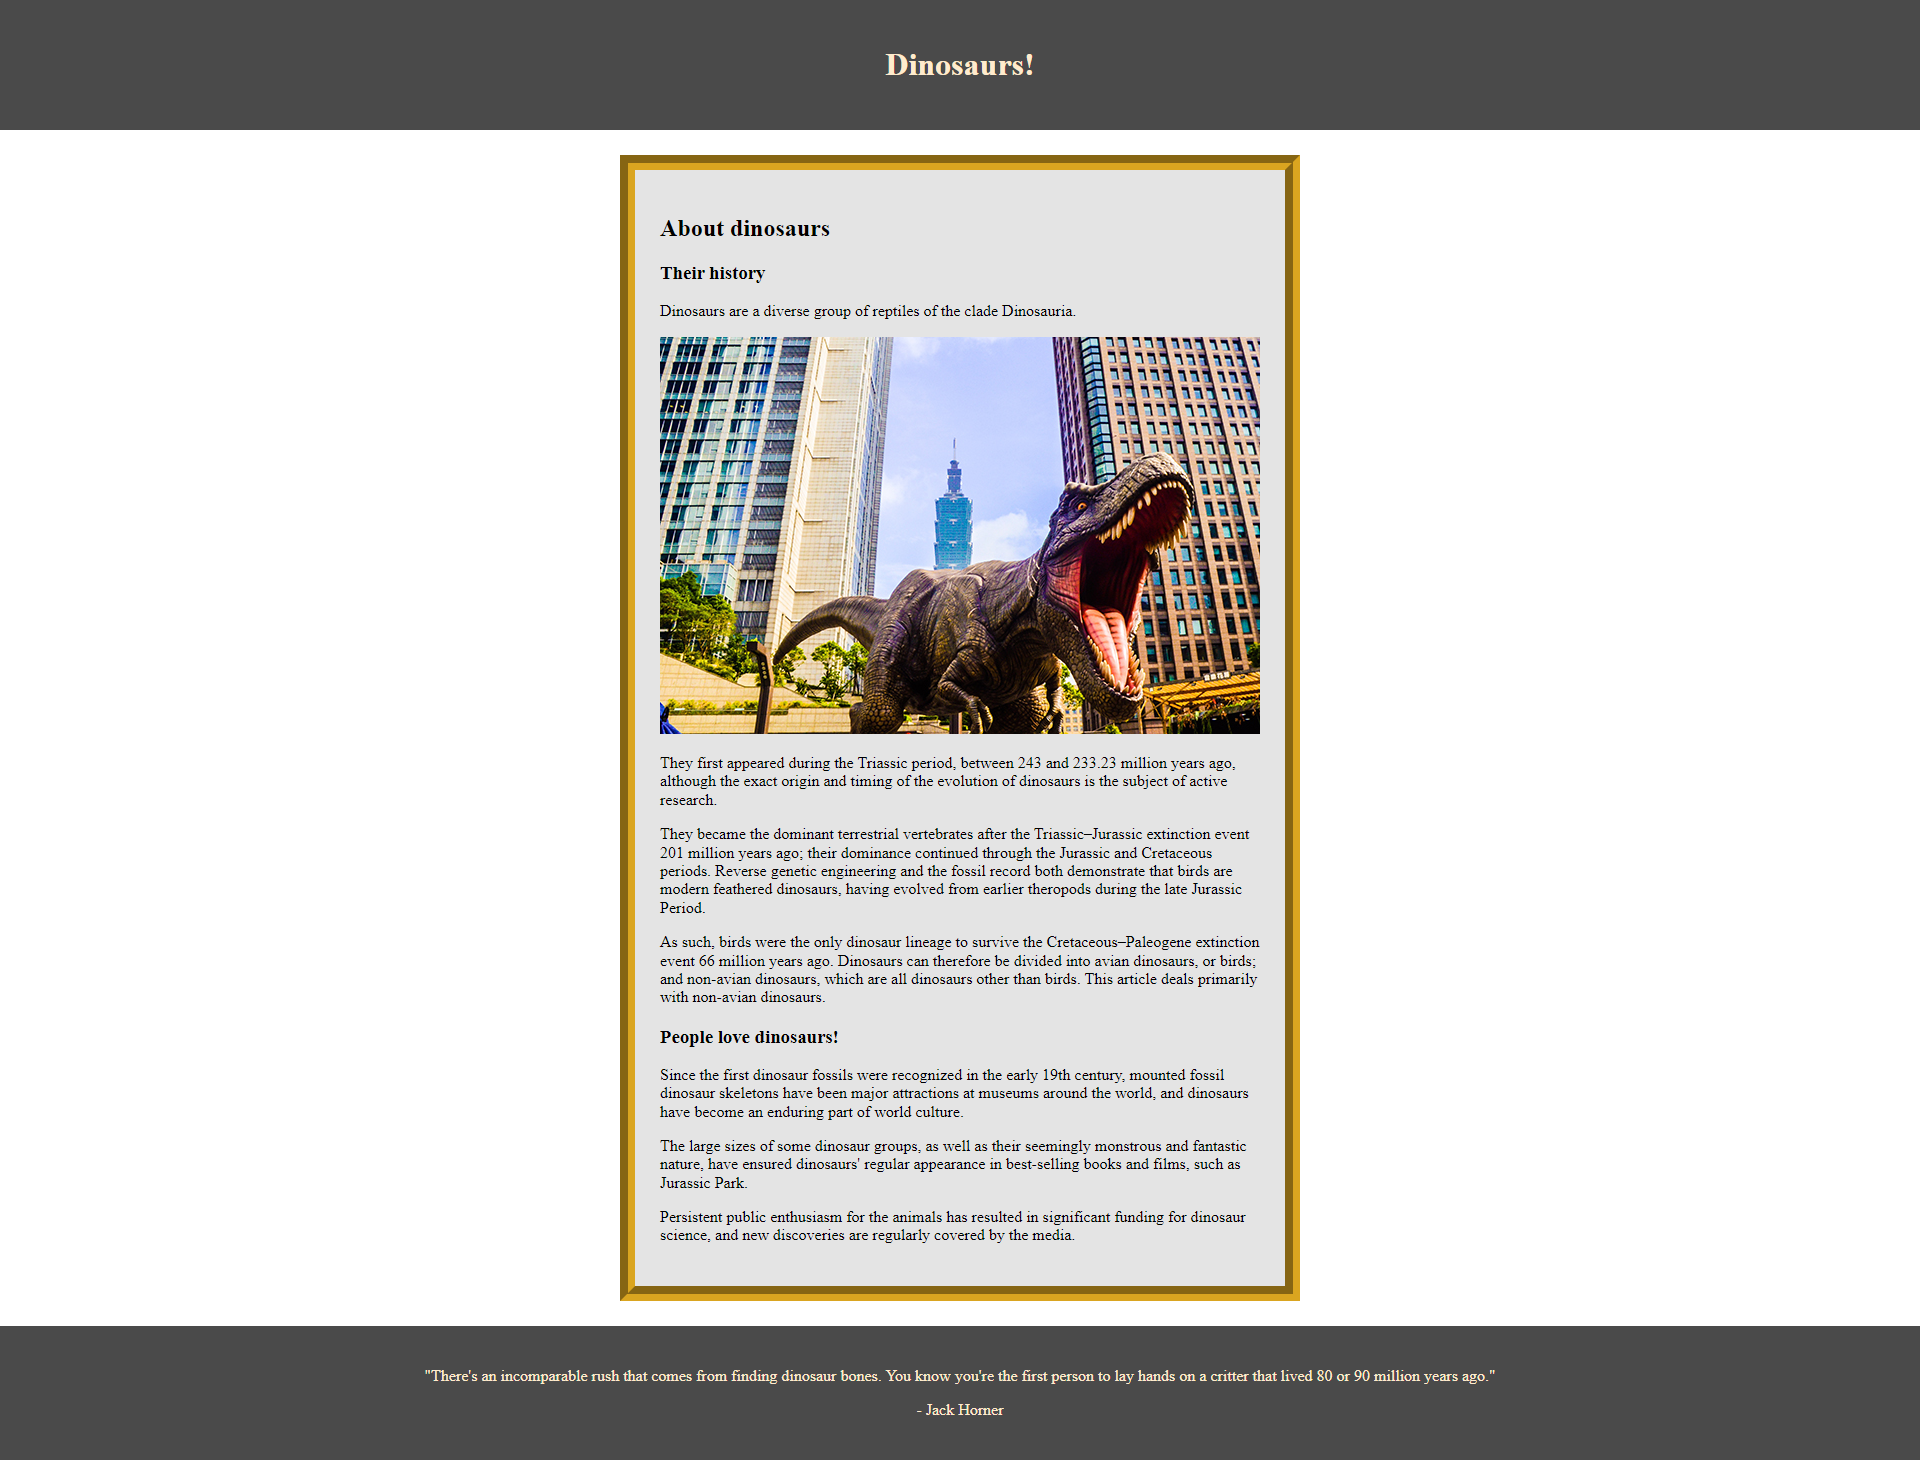 Dinosaurs!
About dinosaurs
Their history
Dinosaurs are a diverse group of reptiles of the clade Dinosauria.
They first appeared during the Triassic period, between 243 and 233.23 million years ago,
although the exact origin and timing of the evolution of dinosaurs is the subject of active
research.
They became the dominant terrestrial vertebrates after the Triassic–Jurassic extinction event
201 million years ago; their dominance continued through the Jurassic and Cretaceous
periods. Reverse genetic engineering and the fossil record both demonstrate that birds are
modern feathered dinosaurs, having evolved from earlier theropods during the late Jurassic
Period.
As such, birds were the only dinosaur lineage to survive the Cretaceous–Paleogene extinction
event 66 million years ago. Dinosaurs can therefore be divided into avian dinosaurs, or birds;
and non-avian dinosaurs, which are all dinosaurs other than birds. This article deals primarily
with non-avian dinosaurs.
People love dinosaurs!
Since the first dinosaur fossils were recognized in the early 19th century, mounted fossil
dinosaur skeletons have been major attractions at museums around the world, and dinosaurs
have become an enduring part of world culture.
The large sizes of some dinosaur groups, as well as their seemingly monstrous and fantastic
nature, have ensured dinosaurs' regular appearance in best-selling books and films, such as
Jurassic Park.
Persistent public enthusiasm for the animals has resulted in significant funding for dinosaur
science, and new discoveries are regularly covered by the media.
"There's an incomparable rush that comes from finding dinosaur bones. You know you're the first person to lay hands on a critter that lived 80 or 90 million years ago."
- Jack Horner